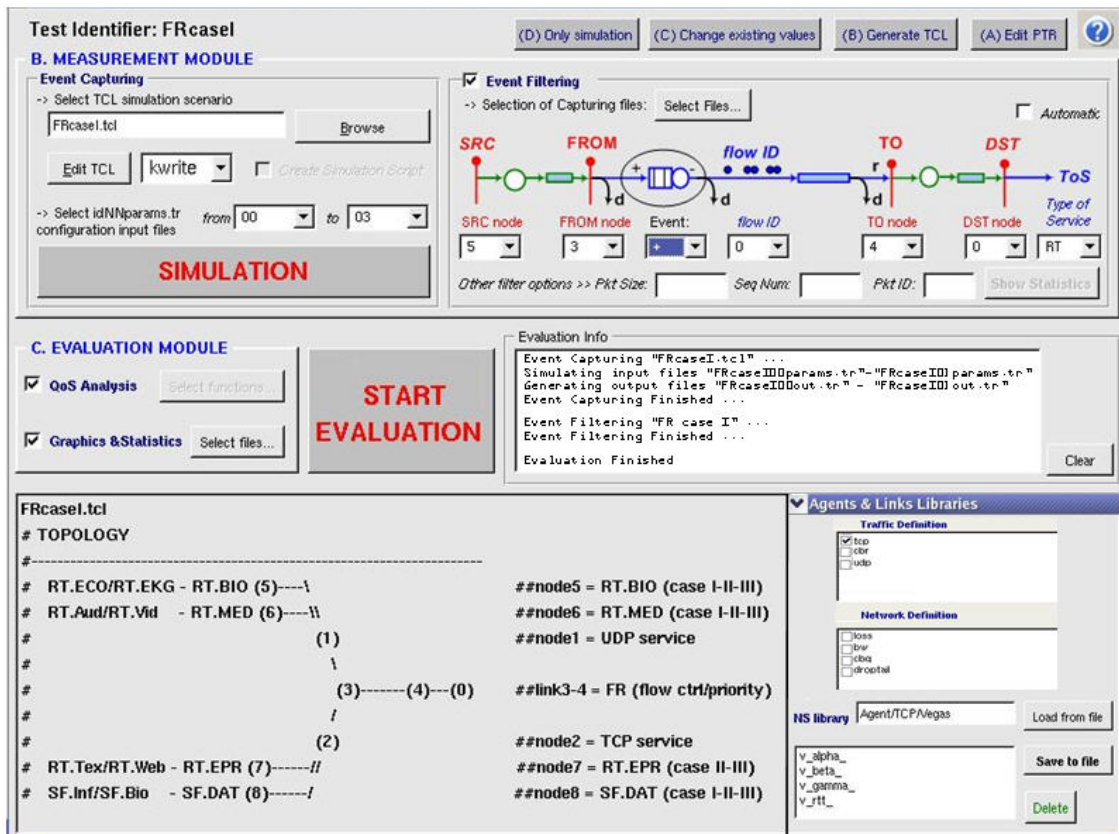 Test Identifier: FRcaseI
(D) Only simulation
(C) Change existing values
(B) Generate TCL
(A) Edit PTR
?
B. MEASUREMENT MODULE
Event Capturing
-> Select TCL simulation scenario
FRcaseI.tcl
Browse
Edit TCL
kwrite
Create Simulation Script
-> Select idNNparams.tr
configuration input files
from 00 to 03
SIMULATION
Event Filtering
-> Selection of Capturing files: Select Files...
Automatic
SRC FROM flow ID TO DST
+ - r
d d d
ToS
SRC node FROM node Event: flow ID TO node DST node Type of Service
5 3 + 0 4 0 RT
Other filter options >> Pkt Size: Seq Num: Pkt ID: Show Statistics
C. EVALUATION MODULE
QoS Analysis Select functions...
Graphics &Statistics Select files...
START
EVALUATION
Evaluation Info
Event Capturing "FRcaseI.tcl" ...
Simulating input files
Generating output files
Event Capturing Finished ...
Event Filtering "FR case I" ...
Event Filtering Finished ...
Evaluation Finished
Clear
FRcaseI.tcl
# TOPOLOGY
#----------------------------------------------------------------------
# RT.ECO/RT.EKG - RT.BIO (5)----\ ##node5 = RT.BIO (case I-II-III)
# RT.Aud/RT.Vid - RT.MED (6)----\\ ##node6 = RT.MED (case I-II-III)
# (1) ##node1 = UDP service
# \
# (3)-------(4)---(0) ##link3-4 = FR (flow ctrl/priority)
# /
# (2) ##node2 = TCP service
# RT.Tex/RT.Web - RT.EPR (7)------// ##node7 = RT.EPR (case II-III)
# SF.Inf/SF.Bio - SF.DAT (8)------/ ##node8 = SF.DAT (case I-II-III)
Agents & Links Libraries
Traffic Definition
tcp
cbr
udp
Network Definition
loss
bw
cbq
droptail
NS library Agent/TCP/Vegas Load from file
v_alpha_
v_beta_
v_gamma_
v_rtt_
Save to file
Delete